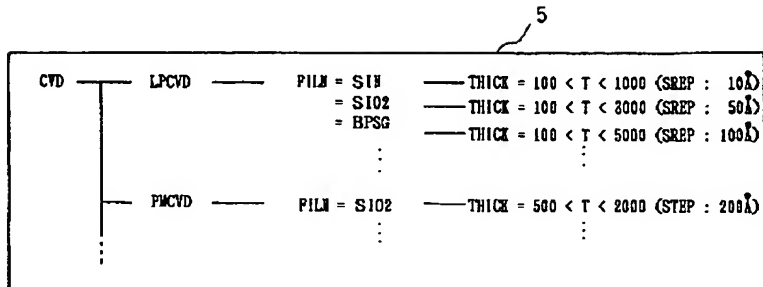 5
CVD LPCVD FILM = SIN THICK = 100 < T < 1000 (SREP : 10Å)
= SIO2 THICK = 100 < T < 3000 (SREP : 50Å)
= BPSG THICK = 100 < T < 5000 (SREP : 100Å)
PMCVD FILM = SIO2 THICK = 500 < T < 2000 (STEP : 200Å)